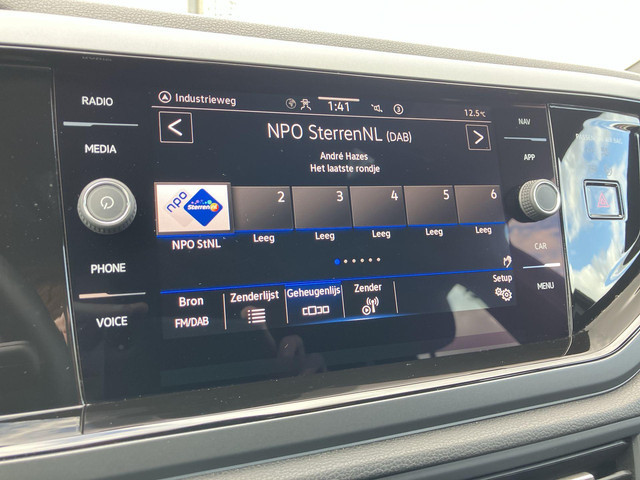 RADIO
MEDIA
PHONE
VOICE
Industrieweg
1:41
3
12.5°C
NPO SterrenNL (DAB)
André Hazes
Het laatste rondje
npo SterrenNL
2 3 4 5 6
NPO StNL Leeg Leeg Leeg Leeg Leeg
Bron Zenderlijst Geheugenlijs Zender Setup
FM/DAB
NAV
APP
CAR
MENU